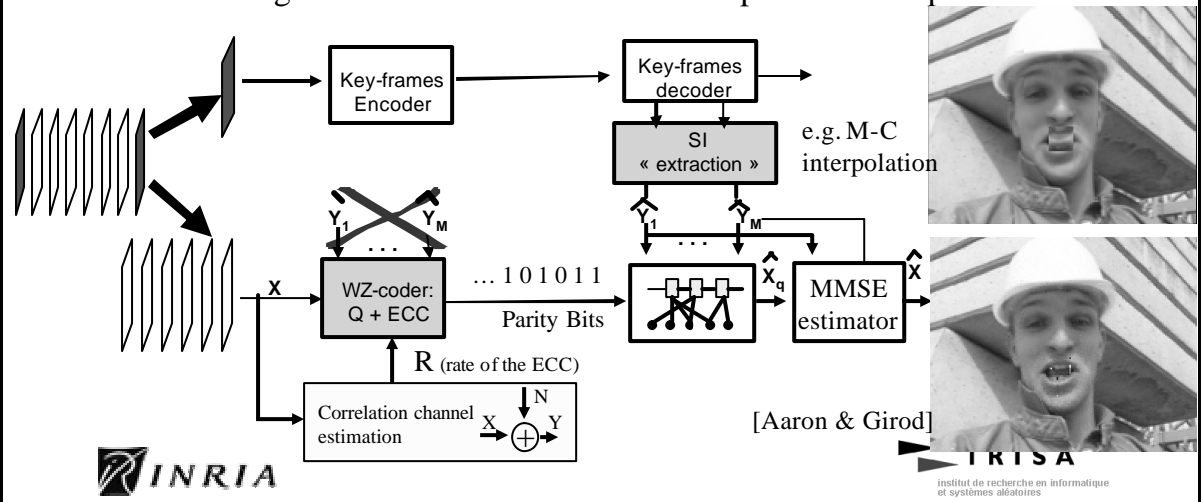 Key-frames
Encoder
Key-frames
decoder
SI
« extraction »
e.g. M-C
interpolation
Y1
YM
. . .
Y1
YM
. . .
X
WZ-coder:
Q + ECC
... 1 0 1 0 1 1
Parity Bits
X̂q
MMSE
estimator
X̂
R (rate of the ECC)
Correlation channel
estimation
N
X
+
Y
[Aaron & Girod]
INRIA
IRISA
institut de recherche en informatique
et systèmes aléatoires